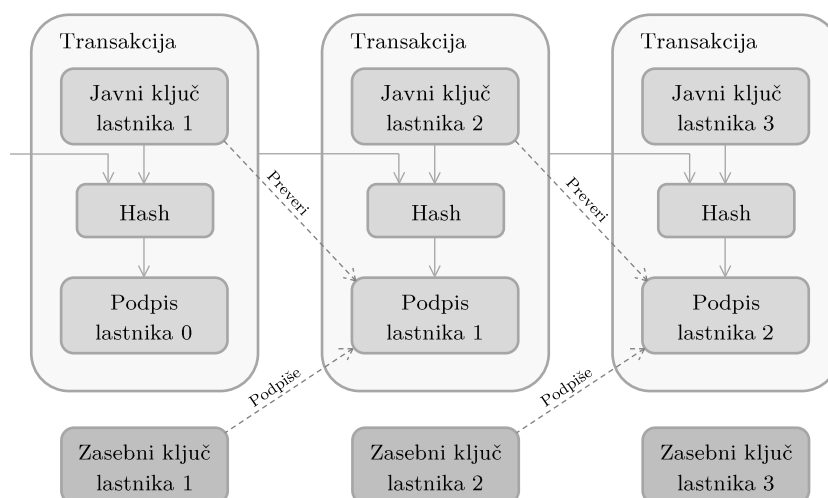 Transakcija
Transakcija
Transakcija
Javni ključ
lastnika 1
Javni ključ
lastnika 2
Javni ključ
lastnika 3
Preveri
Preveri
Hash
Hash
Hash
Podpis
lastnika 0
Podpis
lastnika 1
Podpis
lastnika 2
Podpiše
Podpiše
Zasebni ključ
lastnika 1
Zasebni ključ
lastnika 2
Zasebni ključ
lastnika 3